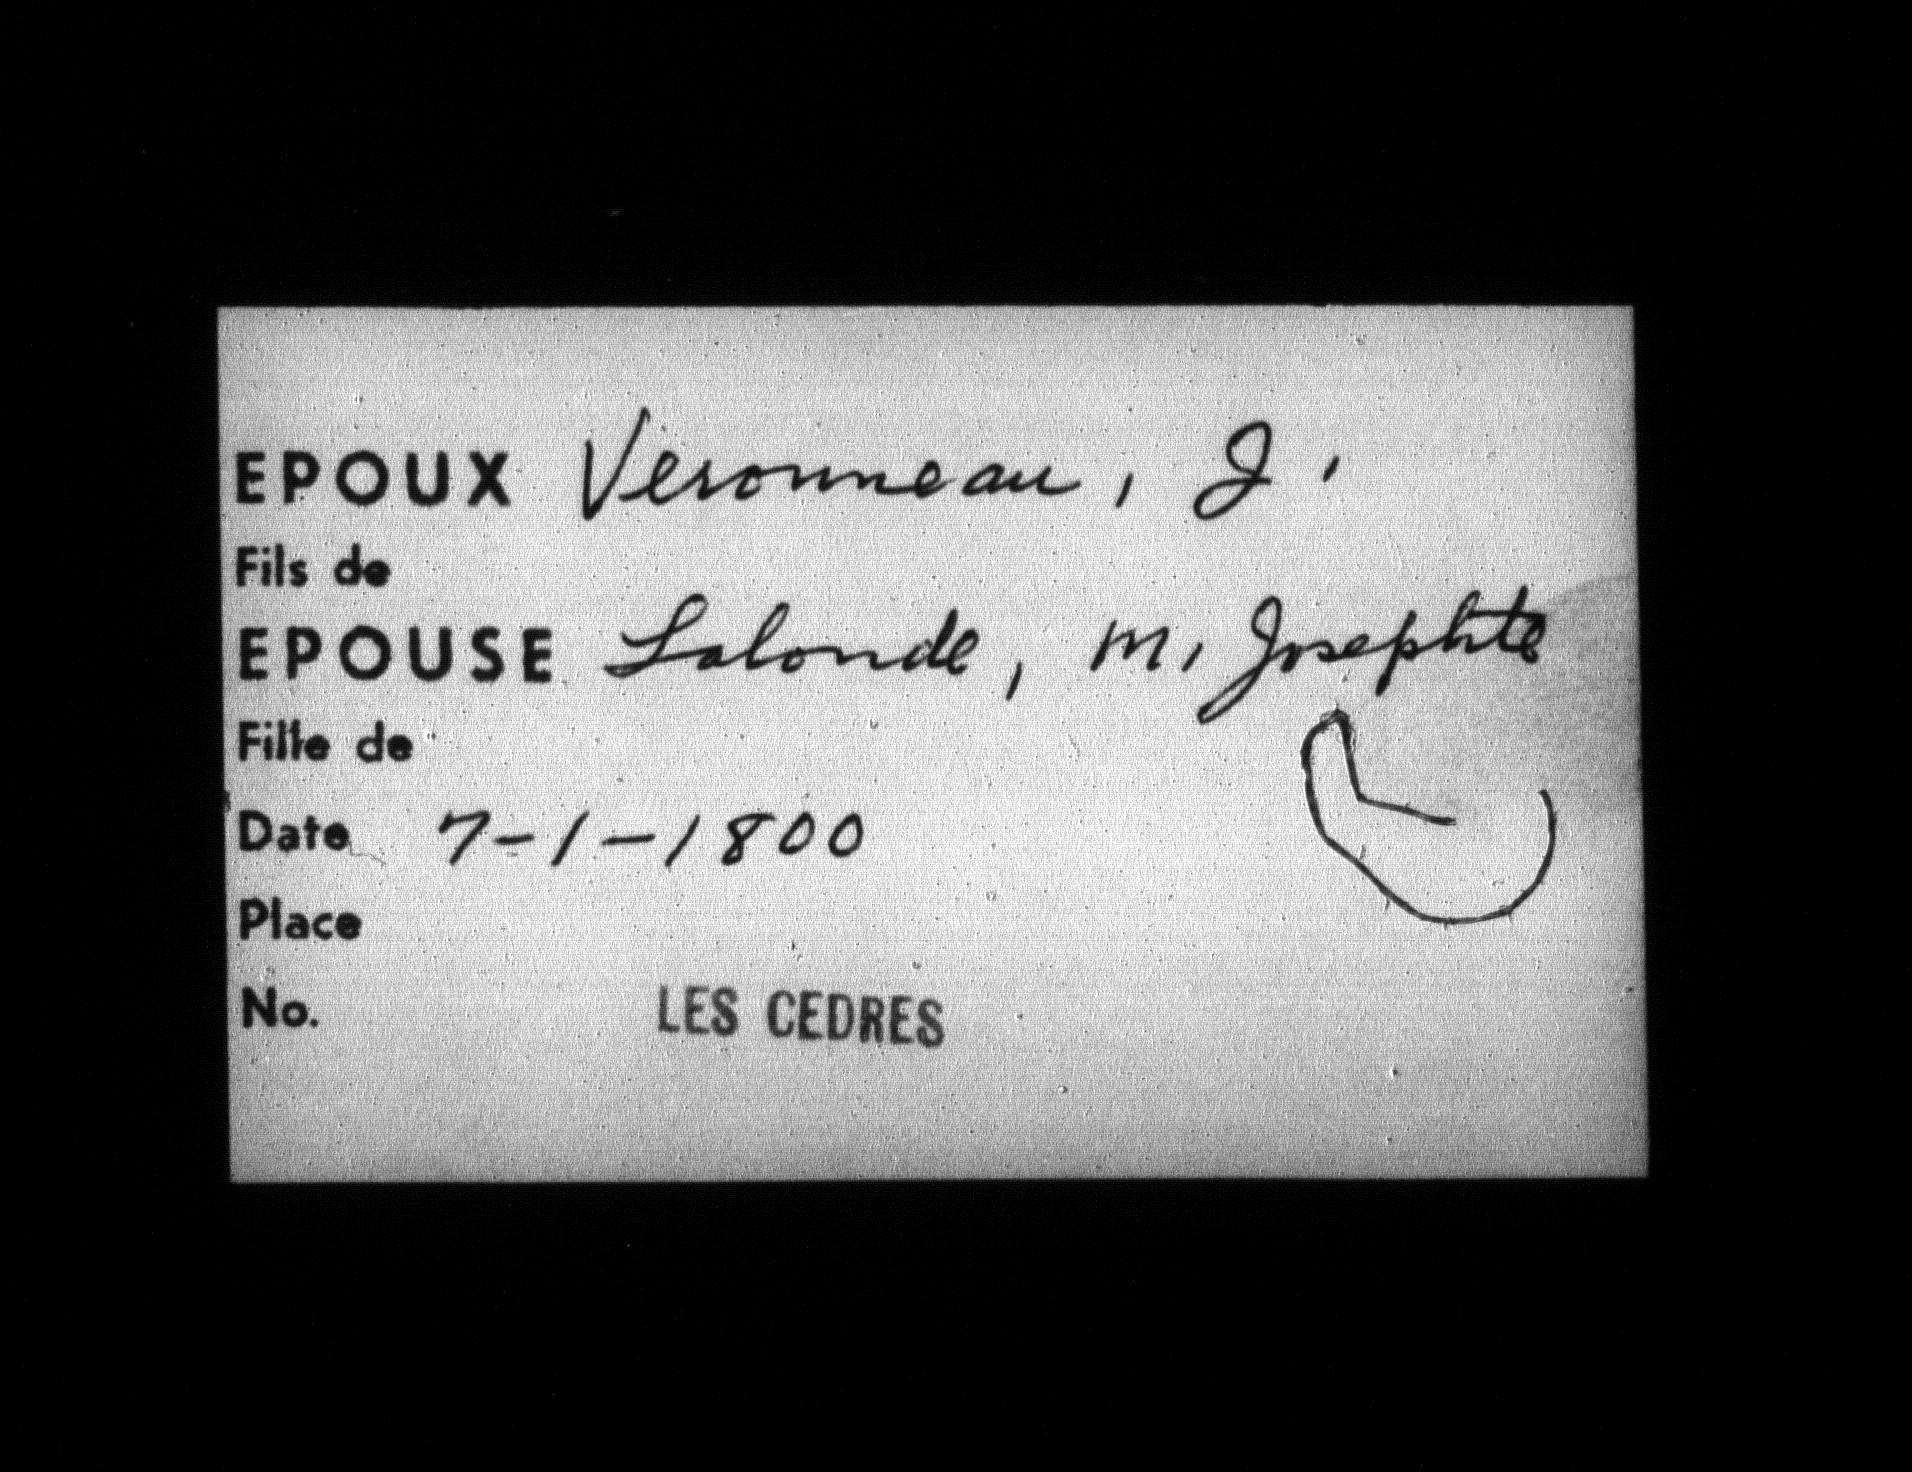 EPOUX Veronneau, J.
Fils de
EPOUSE Lalonde, M. Josephte
Fille de
Date 7-1-1800
Place
No. LES CEDRES